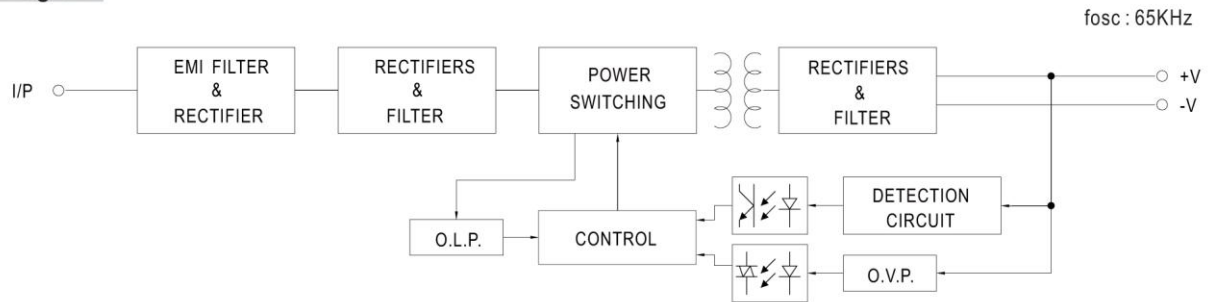 fosc : 65KHz
I/P
EMI FILTER
&
RECTIFIER
RECTIFIERS
&
FILTER
POWER
SWITCHING
RECTIFIERS
&
FILTER
+V
-V
DETECTION
CIRCUIT
O.L.P.
CONTROL
O.V.P.